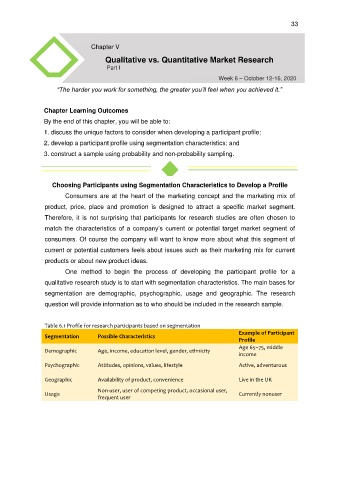 33
Chapter V
Qualitative vs. Quantitative Market Research
Part I
Week 6 – October 12-16, 2020
"The harder you work for something, the greater you'll feel when you achieved it."
Chapter Learning Outcomes
By the end of this chapter, you will be able to:
1. discuss the unique factors to consider when developing a participant profile;
2. develop a participant profile using segmentation characteristics; and
3. construct a sample using probability and non-probability sampling.
Choosing Participants using Segmentation Characteristics to Develop a Profile
Consumers are at the heart of the marketing concept and the marketing mix of
product, price, place and promotion is designed to attract a specific market segment.
Therefore, it is not surprising that participants for research studies are often chosen to
match the characteristics of a company's current or potential target market segment of
consumers. Of course the company will want to know more about what this segment of
current or potential customers feels about issues such as their marketing mix for current
products or about new product ideas.
One method to begin the process of developing the participant profile for a
qualitative research study is to start with segmentation characteristics. The main bases for
segmentation are demographic, psychographic, usage and geographic. The research
question will provide information as to who should be included in the research sample.
Table 6.1 Profile for research participants based on segmentation
Segmentation Possible Characteristics Example of Participant
Profile
Demographic Age, income, education level, gender, ethnicity Age 65–75, middle
income
Psychographic Attitudes, opinions, values, lifestyle Active, adventurous
Geographic Availability of product, convenience Live in the UK
Usage Non-user, user of competing product, occasional user,
frequent user Currently nonuser